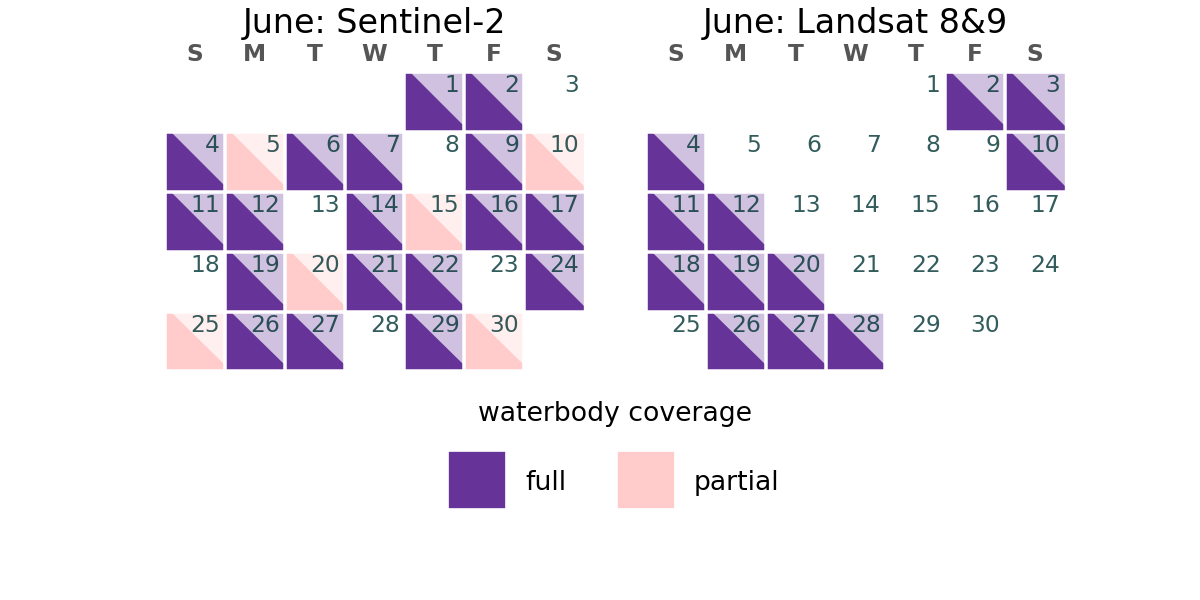 June: Sentinel-2
S M T W T F S
1 2 3
4 5 6 7 8 9 10
11 12 13 14 15 16 17
18 19 20 21 22 23 24
25 26 27 28 29 30
June: Landsat 8&9
S M T W T F S
1 2 3
4 5 6 7 8 9 10
11 12 13 14 15 16 17
18 19 20 21 22 23 24
25 26 27 28 29 30
waterbody coverage
full partial